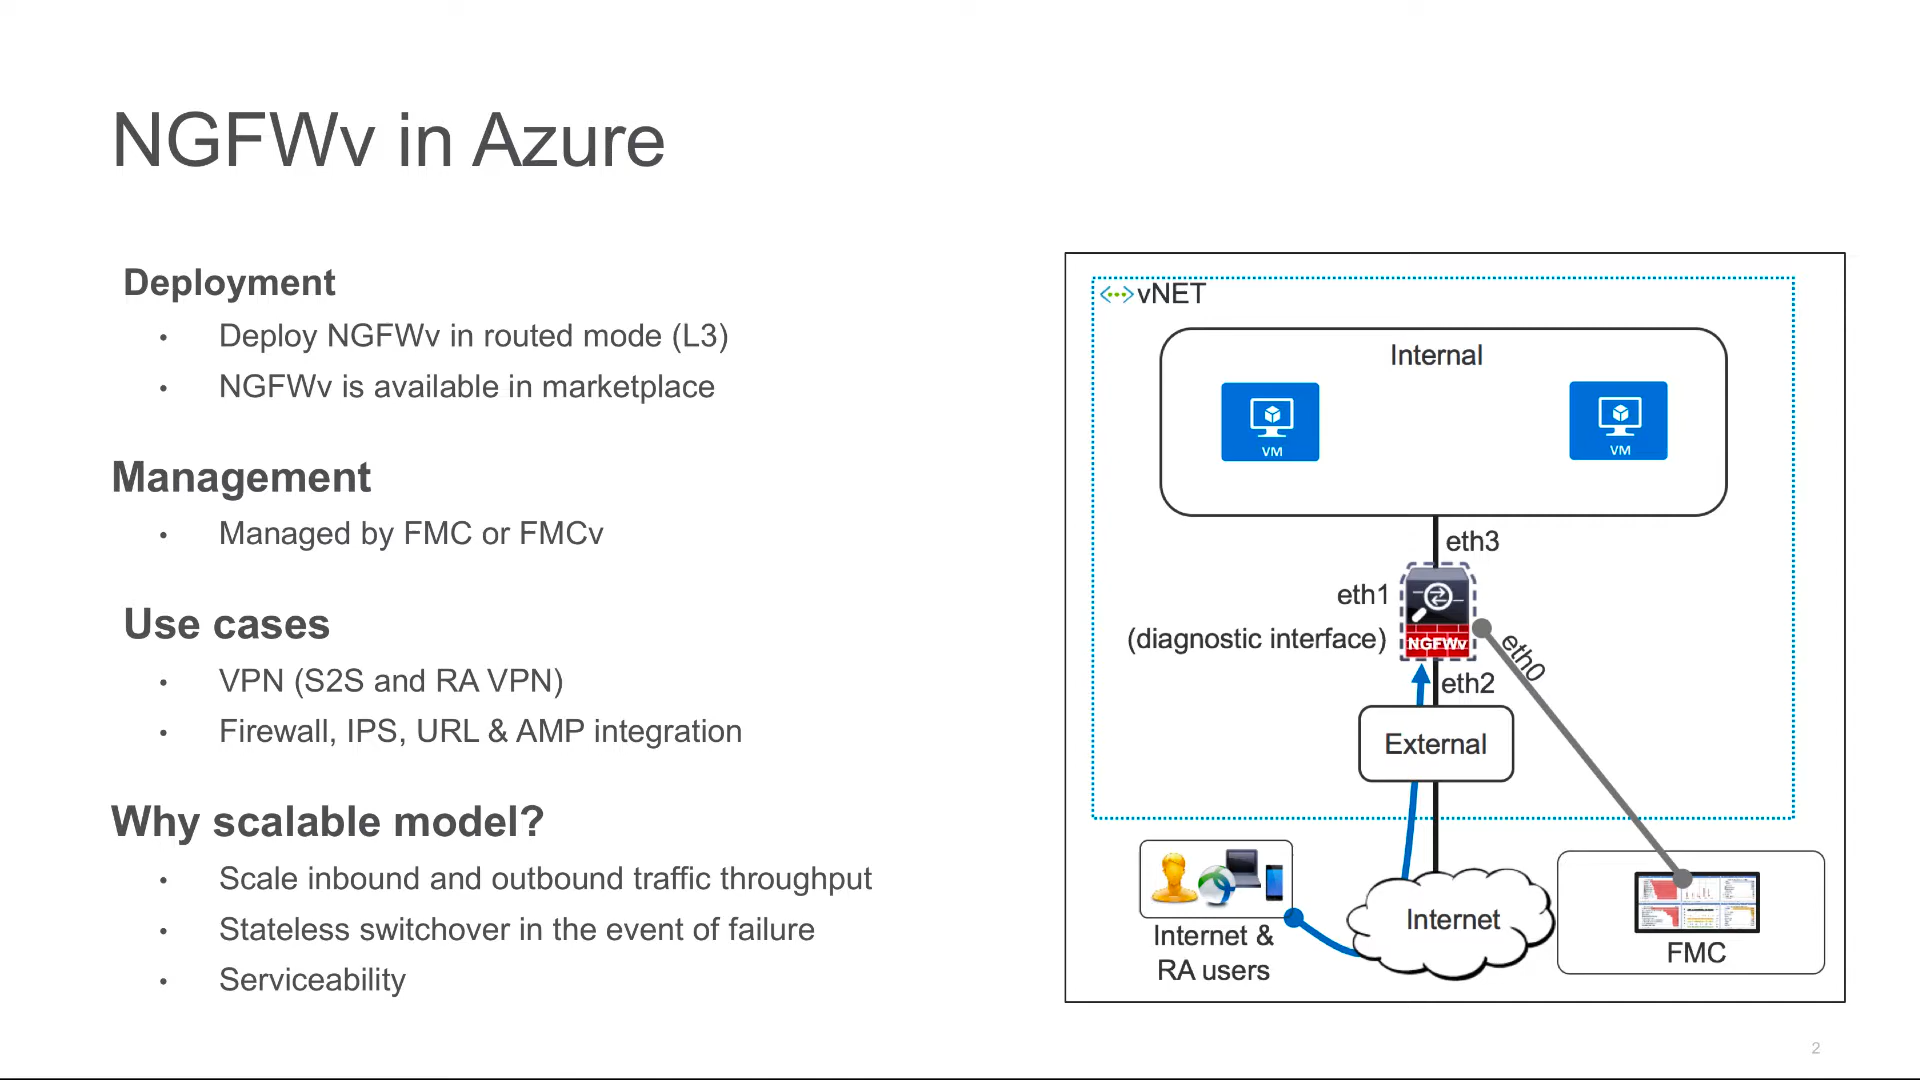 NGFWv in Azure
Deployment
• Deploy NGFWv in routed mode (L3)
• NGFWv is available in marketplace
Management
• Managed by FMC or FMCv
Use cases
• VPN (S2S and RA VPN)
• Firewall, IPS, URL & AMP integration
Why scalable model?
• Scale inbound and outbound traffic throughput
• Stateless switchover in the event of failure
• Serviceability
vNET
Internal
VM
VM
eth3
eth1
(diagnostic interface)
NGFWv
eth0
eth2
External
Internet
Internet &
RA users
FMC
2